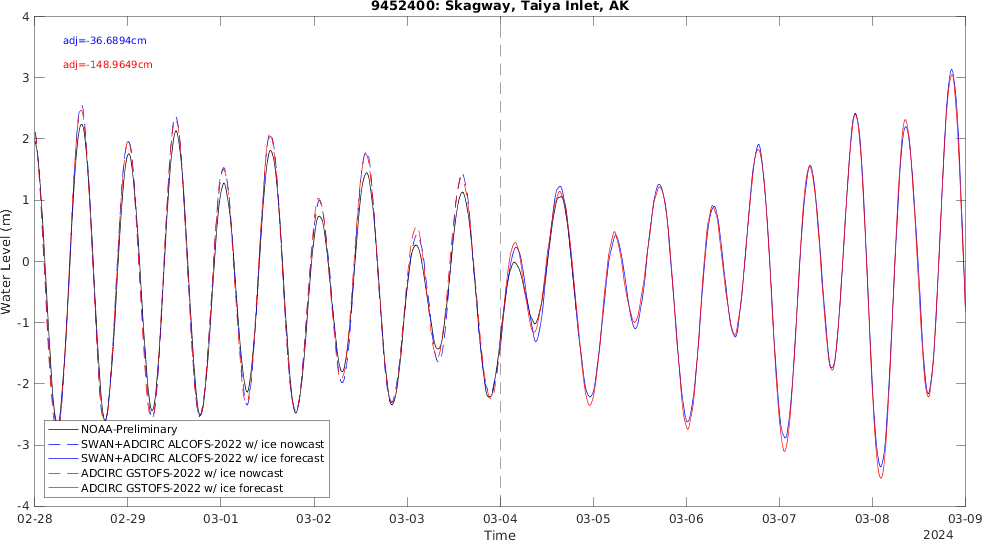 9452400: Skagway, Taiya Inlet, AK
adj=-36.6894cm
adj=-148.9649cm
Water Level (m)
4
3
2
1
0
-1
-2
-3
-4
NOAA-Preliminary
SWAN+ADCIRC ALCOFS-2022 w/ ice nowcast
SWAN+ADCIRC ALCOFS-2022 w/ ice forecast
ADCIRC GSTOFS-2022 w/ ice nowcast
ADCIRC GSTOFS-2022 w/ ice forecast
02-28 02-29 03-01 03-02 03-03 03-04 03-05 03-06 03-07 03-08 03-09
Time
2024